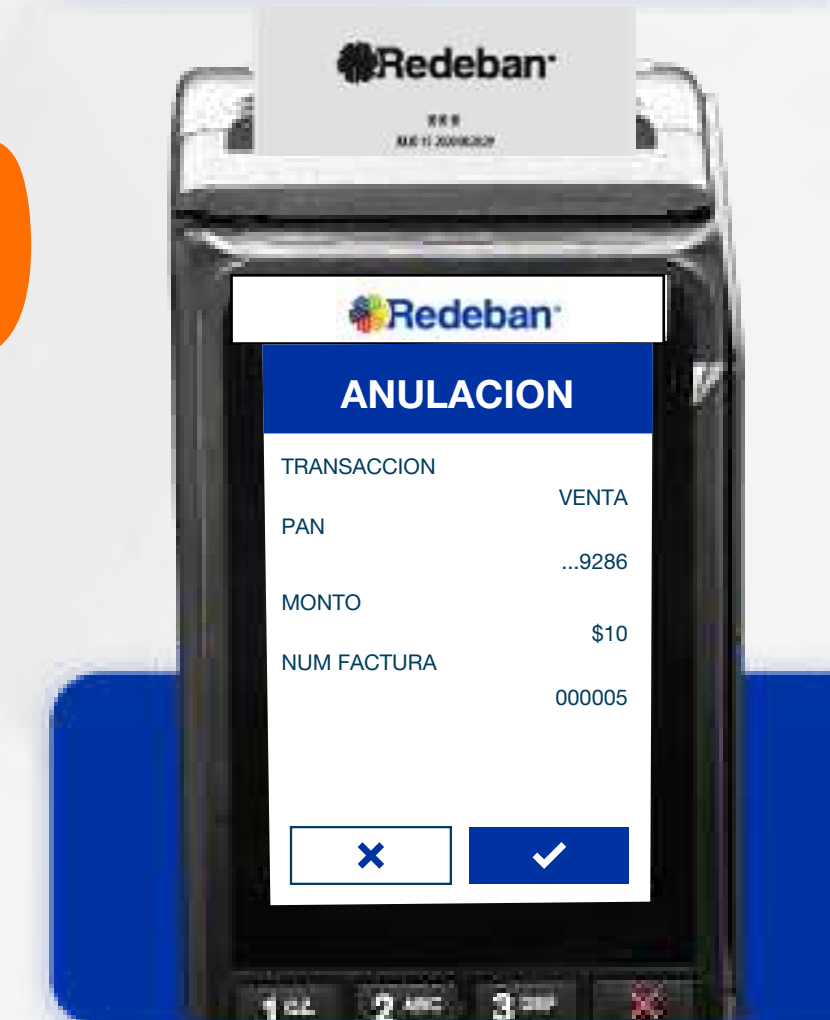 Redeban
Redeban
ANULACION
TRANSACCION
VENTA
PAN
...9286
MONTO
$10
NUM FACTURA
000005
1
2 ABC
3 DEF